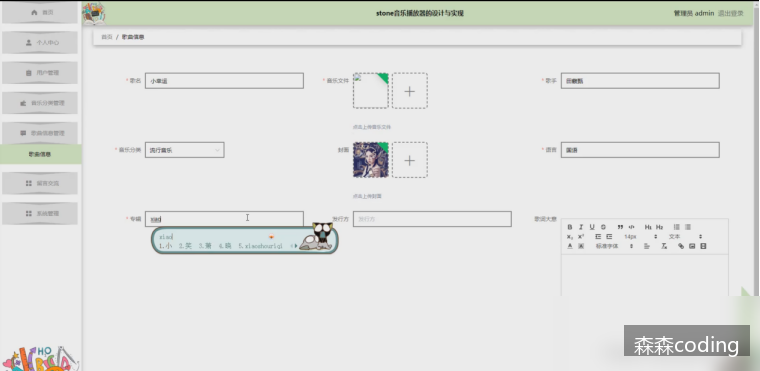 首页
stone音乐播放器的设计与实现
管理员 admin 退出登录
个人中心
首页 / 歌曲信息
用户管理
* 歌名 小幸运
* 音乐文件
* 歌手 田馥甄
音乐分类管理
点击上传音乐文件
歌曲信息管理
歌曲信息
* 音乐分类 流行音乐
封面
* 语言 国语
留言交流
点击上传封面
系统管理
* 专辑 xiao
发行方 发行方
歌词大意
B I U S ” </> H₁ H₂
X₂ X² 14px 文本
A 标准字体
xiao
1.小 2.笑 3.萧
森森coding